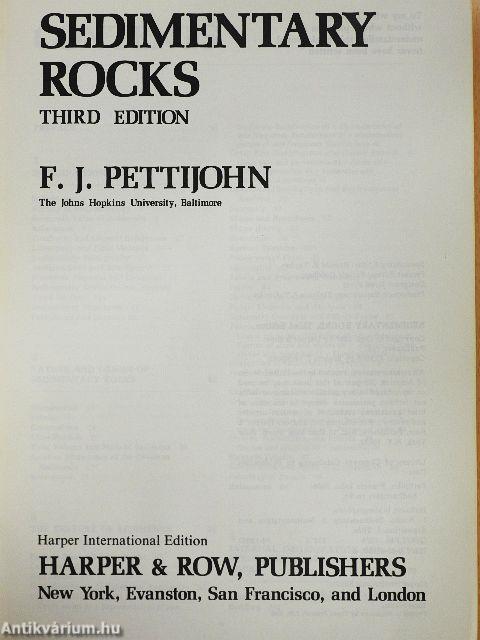 SEDIMENTARY
ROCKS
THIRD EDITION
F. J. PETTIJOHN
The Johns Hopkins University, Baltimore
Harper International Edition
HARPER & ROW, PUBLISHERS
New York, Evanston, San Francisco, and London
Antikvárium.hu